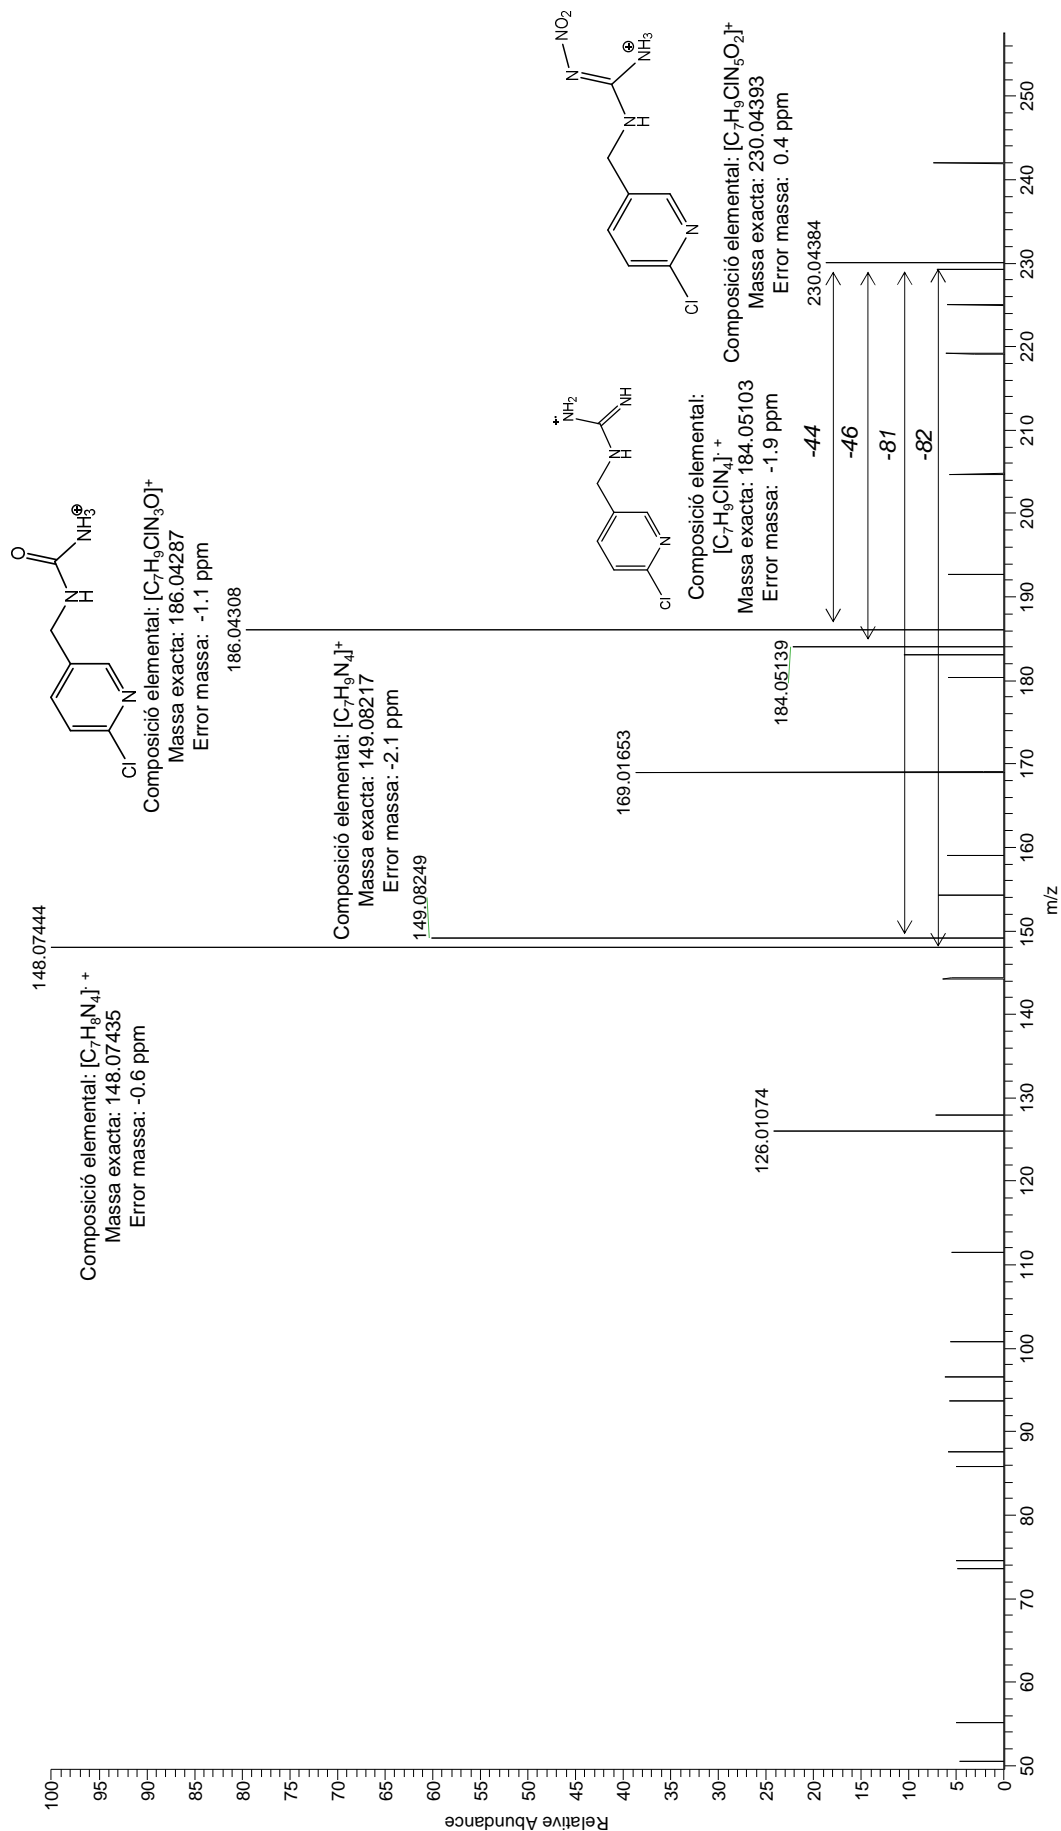 Relative Abundance
100
95
90
85
80
75
70
65
60
55
50
45
40
35
30
25
20
15
10
5
0
148.07444
Composició elemental: [C7H8N4]·+
Massa exacta: 148.07435
Error massa: -0.6 ppm
149.08249
Composició elemental: [C7H9N4]+
Massa exacta: 149.08217
Error massa: -2.1 ppm
O
NH3
⊕
N
H
N
Cl
Composició elemental: [C7H9ClN3O]+
Massa exacta: 186.04287
Error massa: -1.1 ppm
186.04308
126.01074
169.01653
184.05139
NH2
NH
N
H
N
Cl
Composició elemental:
[C7H9ClN4]·+
Massa exacta: 184.05103
Error massa: -1.9 ppm
NO2
N
NH3
⊕
N
H
N
Cl
Composició elemental: [C7H9ClN5O2]+
Massa exacta: 230.04393
Error massa: 0.4 ppm
230.04384
-44
-46
-81
-82
50
60
70
80
90
100
110
120
130
140
150
160
170
180
190
200
210
220
230
240
250
m/z